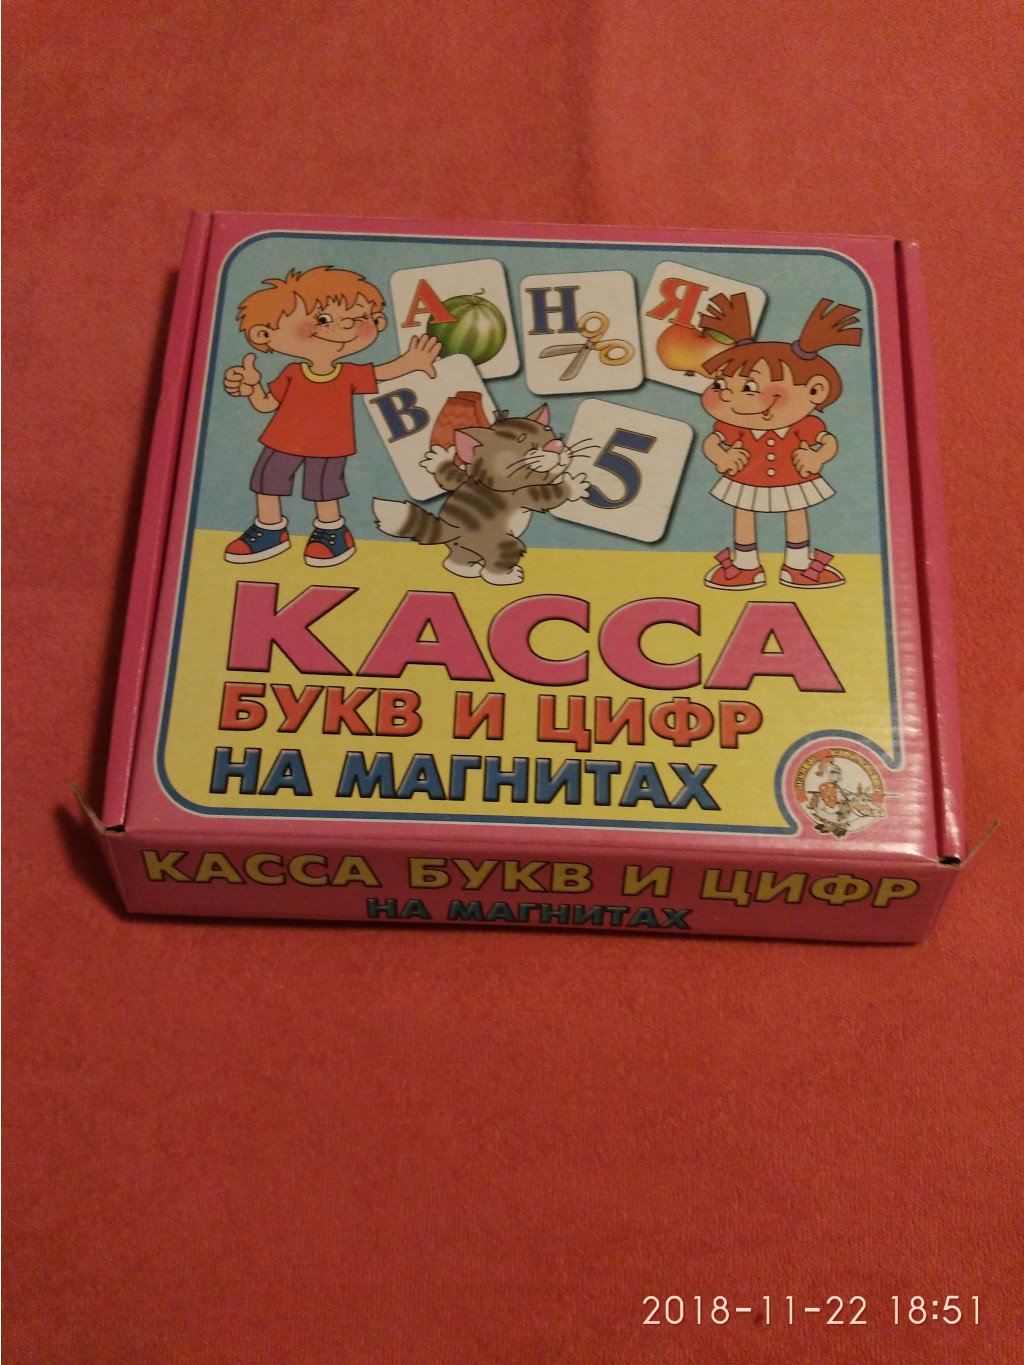 А
Н
Я
В
5
КАССА
БУКВ И ЦИФР
НА МАГНИТАХ
КАССА БУКВ И ЦИФР
НА МАГНИТАХ
2018-11-22 18:51